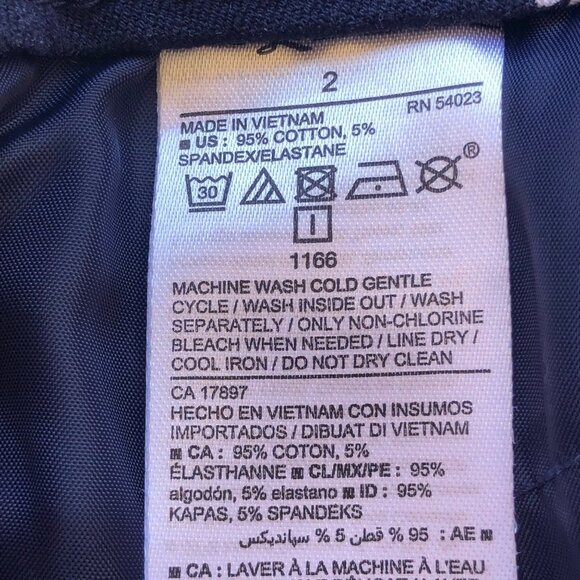 2
RN 54023
MADE IN VIETNAM
US : 95% COTTON, 5%
SPANDEX/ELASTANE
30
®
1166
MACHINE WASH COLD GENTLE
CYCLE / WASH INSIDE OUT / WASH
SEPARATELY / ONLY NON-CHLORINE
BLEACH WHEN NEEDED / LINE DRY /
COOL IRON / DO NOT DRY CLEAN
CA 17897
HECHO EN VIETNAM CON INSUMOS
IMPORTADOS / DIBUAT DI VIETNAM
CA : 95% COTTON, 5%
ÉLASTHANNE CL/MX/PE : 95%
algodón, 5% elastano ID : 95%
KAPAS, 5% SPANDEKS
AE : 95 % قطن 5 % سبانديكس
CA : LAVER À LA MACHINE À L'EAU